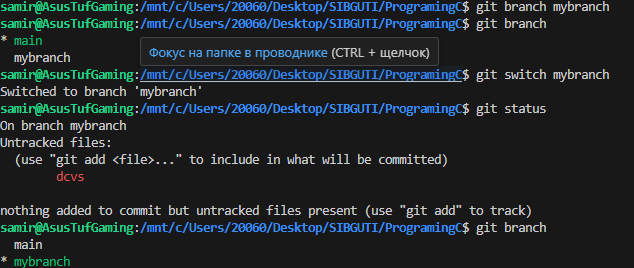 samir@AsusTufGaming:/mnt/c/Users/20060/Desktop/SIBGUTI/ProgramingC$ git branch mybranch
samir@AsusTufGaming:/mnt/c/Users/20060/Desktop/SIBGUTI/ProgramingC$ git branch
* main
  mybranch
Фокус на папке в проводнике (CTRL + щелчок)
samir@AsusTufGaming:/mnt/c/Users/20060/Desktop/SIBGUTI/ProgramingC$ git switch mybranch
Switched to branch 'mybranch'
samir@AsusTufGaming:/mnt/c/Users/20060/Desktop/SIBGUTI/ProgramingC$ git status
On branch mybranch
Untracked files:
  (use "git add <file>..." to include in what will be committed)
        dcvs
nothing added to commit but untracked files present (use "git add" to track)
samir@AsusTufGaming:/mnt/c/Users/20060/Desktop/SIBGUTI/ProgramingC$ git branch
  main
* mybranch